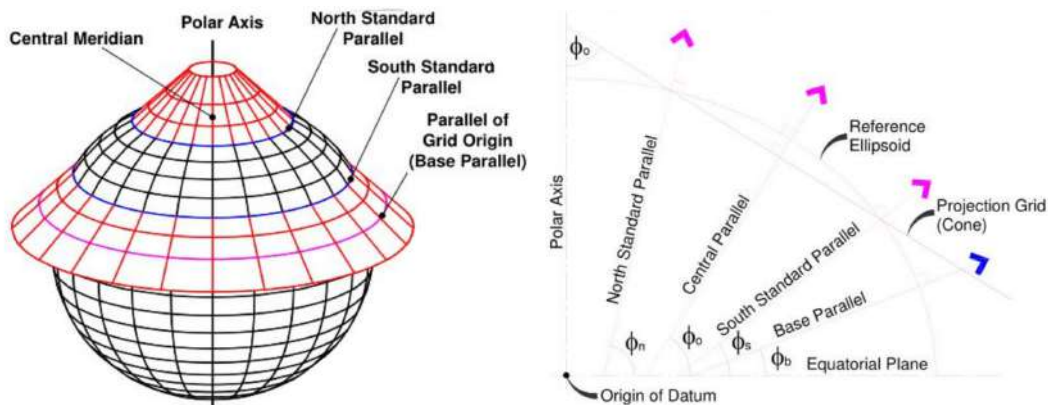 Polar Axis
North Standard
Parallel
Central Meridian
South Standard
Parallel
Parallel of
Grid Origin
(Base Parallel)
ϕo
Reference
Ellipsoid
Projection Grid
(Cone)
Polar Axis
North Standard Parallel
Central Parallel
South Standard Parallel
Base Parallel
ϕn
ϕo
ϕs
ϕb
Equatorial Plane
Origin of Datum